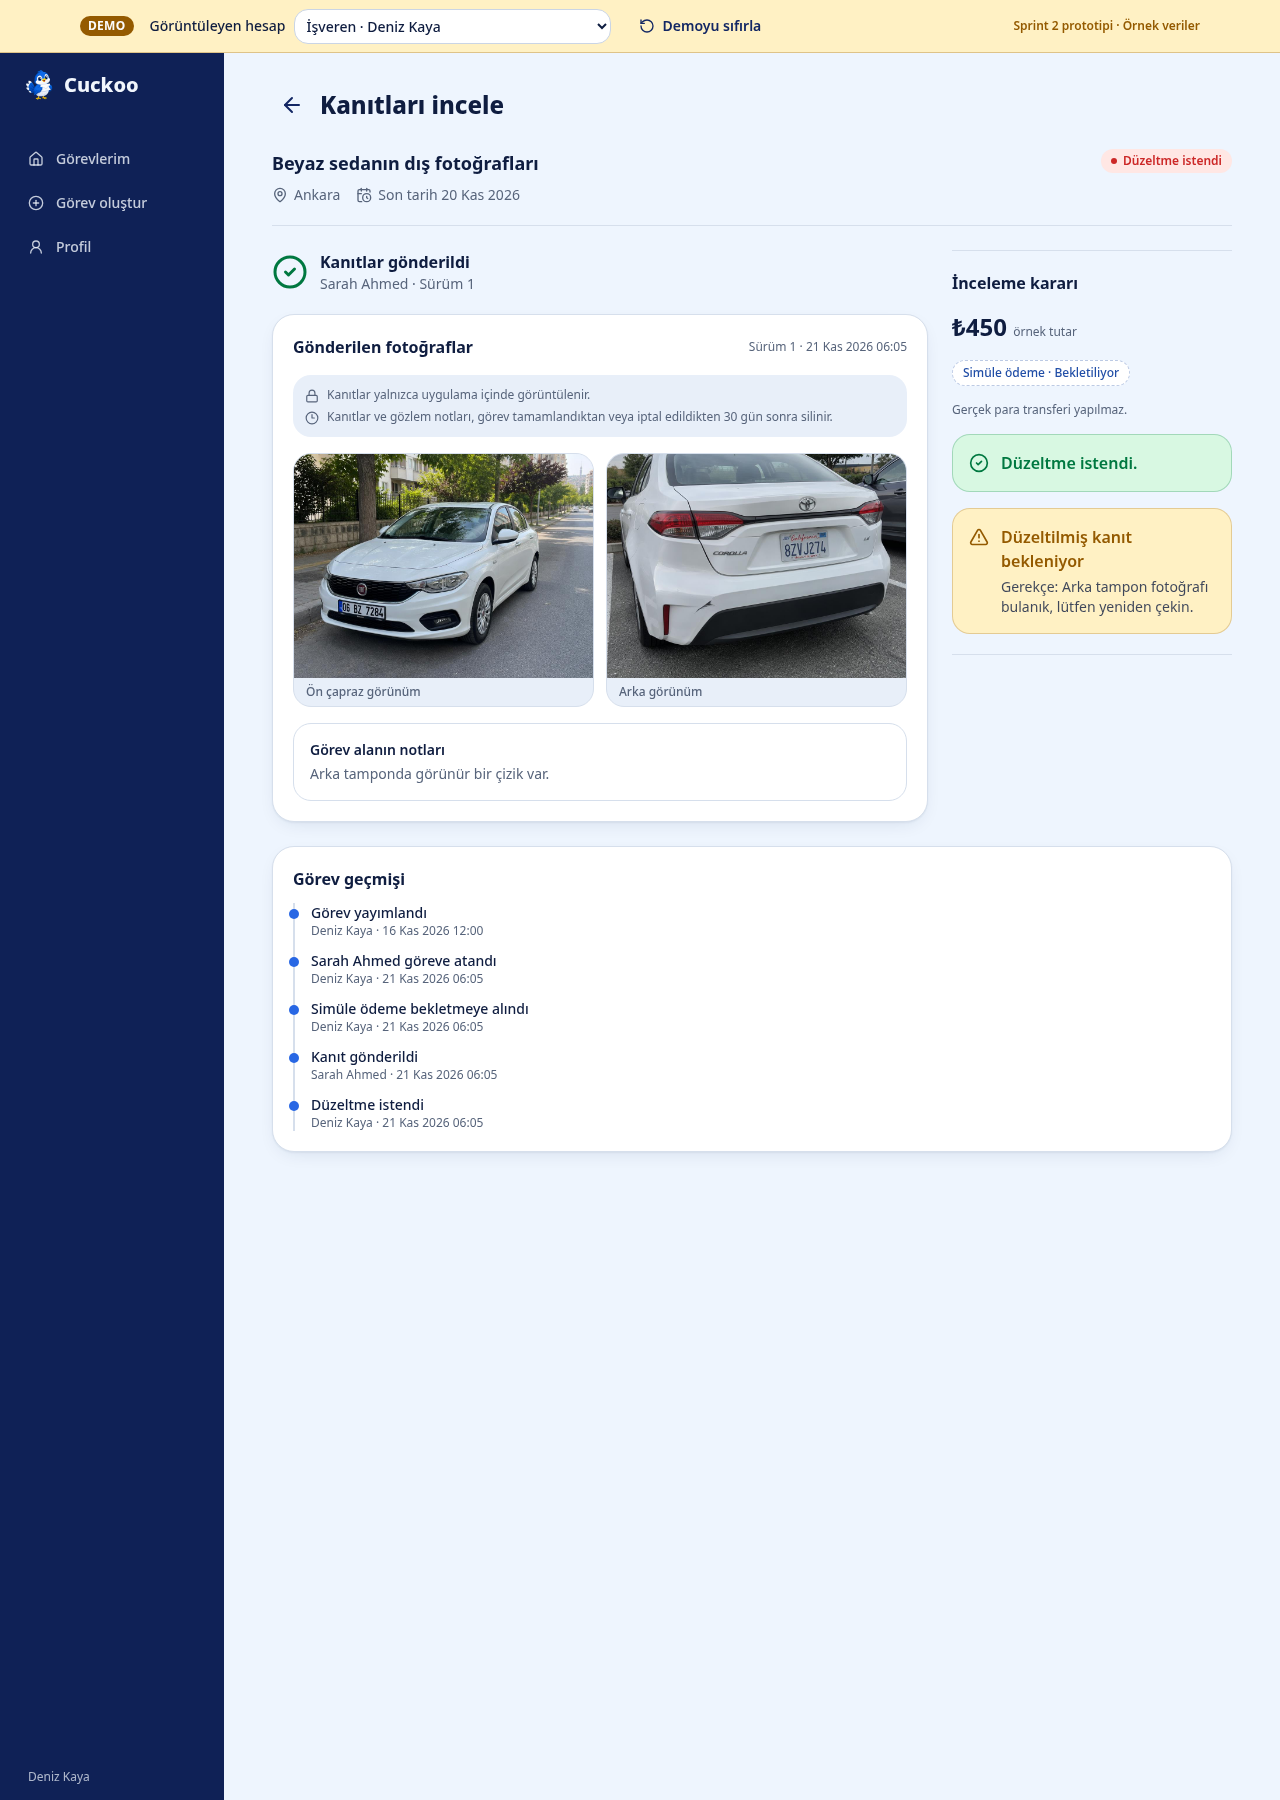 DEMO Görüntüleyen hesap İşveren · Deniz Kaya Demoyu sıfırla Sprint 2 prototipi · Örnek veriler
Cuckoo
Görevlerim
Görev oluştur
Profil
Deniz Kaya
Kanıtları incele
Beyaz sedanın dış fotoğrafları
Düzeltme istendi
Ankara Son tarih 20 Kas 2026
Kanıtlar gönderildi
Sarah Ahmed · Sürüm 1
Gönderilen fotoğraflar
Sürüm 1 · 21 Kas 2026 06:05
Kanıtlar yalnızca uygulama içinde görüntülenir.
Kanıtlar ve gözlem notları, görev tamamlandıktan veya iptal edildikten 30 gün sonra silinir.
06 BZ 7284
COROLLA
California
8ZVJ274
Ön çapraz görünüm
Arka görünüm
Görev alanın notları
Arka tamponda görünür bir çizik var.
İnceleme kararı
₺450 örnek tutar
Simüle ödeme · Bekletiliyor
Gerçek para transferi yapılmaz.
Düzeltme istendi.
Düzeltilmiş kanıt
bekleniyor
Gerekçe: Arka tampon fotoğrafı
bulanık, lütfen yeniden çekin.
Görev geçmişi
Görev yayımlandı
Deniz Kaya · 16 Kas 2026 12:00
Sarah Ahmed göreve atandı
Deniz Kaya · 21 Kas 2026 06:05
Simüle ödeme bekletmeye alındı
Deniz Kaya · 21 Kas 2026 06:05
Kanıt gönderildi
Sarah Ahmed · 21 Kas 2026 06:05
Düzeltme istendi
Deniz Kaya · 21 Kas 2026 06:05